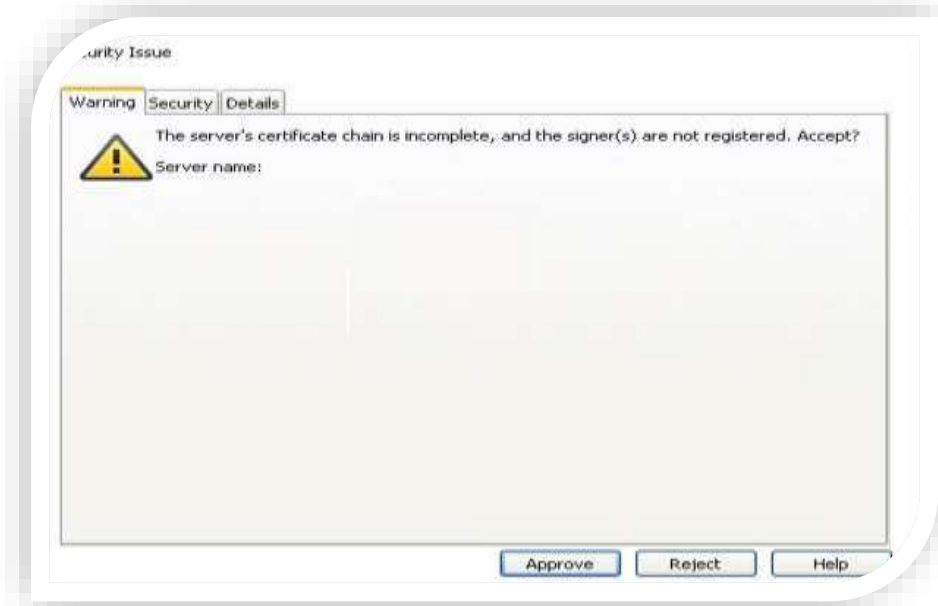 urity Issue
Warning Security Details
The server's certificate chain is incomplete, and the signer(s) are not registered. Accept?
Server name:
Approve Reject Help